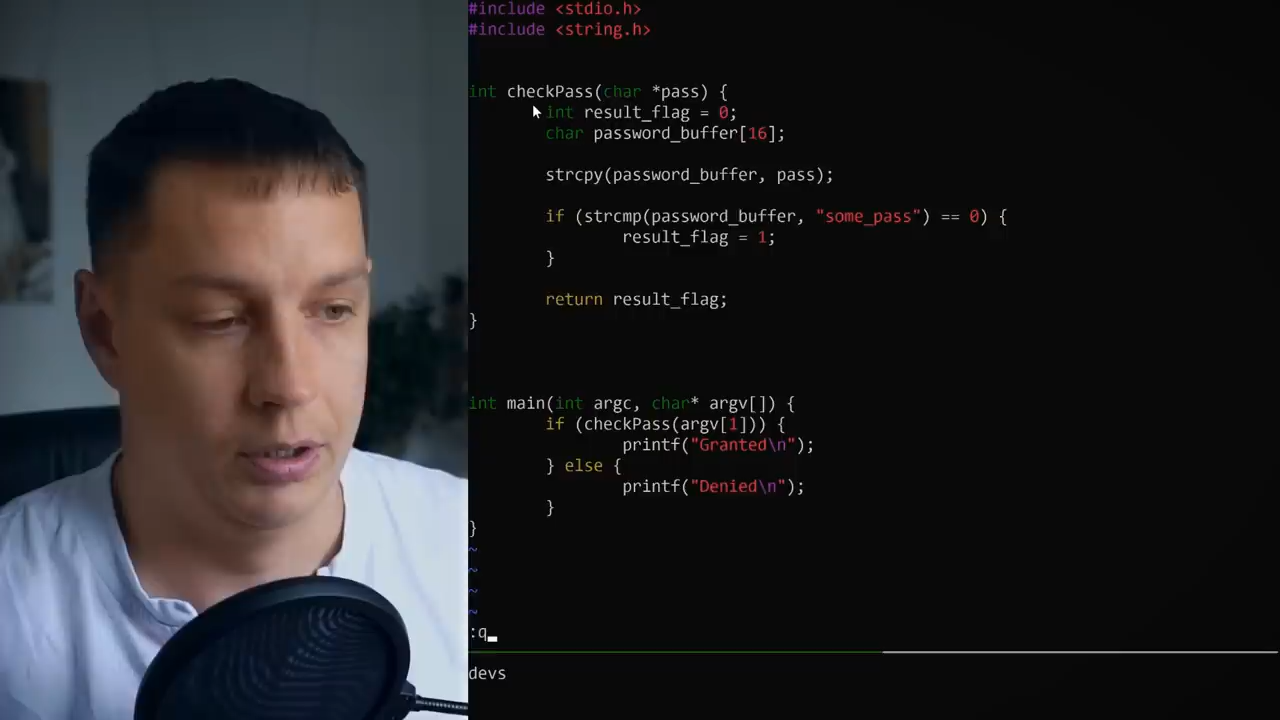 #include <stdio.h>
#include <string.h>
int checkPass(char *pass) {
int result_flag = 0;
char password_buffer[16];
strcpy(password_buffer, pass);
if (strcmp(password_buffer, "some_pass") == 0) {
result_flag = 1;
}
return result_flag;
}
int main(int argc, char* argv[]) {
if (checkPass(argv[1])) {
printf("Granted\n");
} else {
printf("Denied\n");
}
}
~
~
~
~
:q
devs